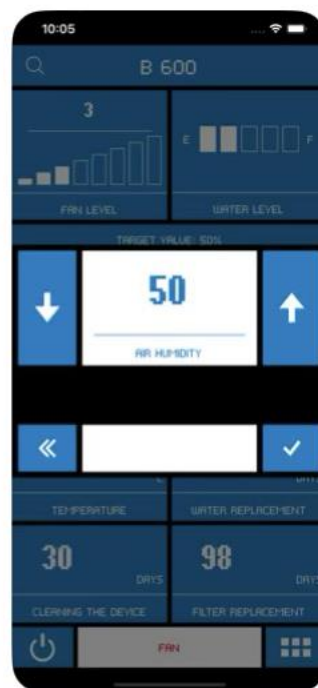 10:05
B 600
3
E F
FAN LEVEL
WATER LEVEL
TARGET VALUE: 50%
50
AIR HUMIDITY
TEMPERATURE
WATER REPLACEMENT
30
DAYS
98
DAYS
CLEANING THE DEVICE
FILTER REPLACEMENT
FAN